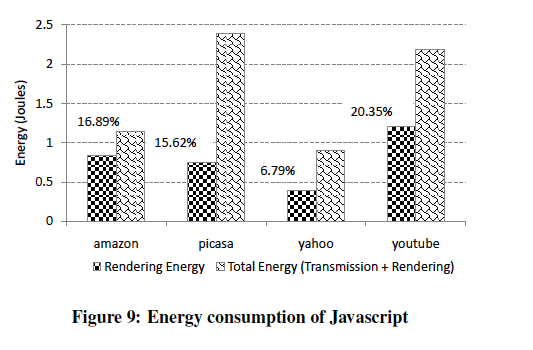 2.5
2
1.5
1
0.5
0
Energy (Joules)
16.89%
15.62%
6.79%
20.35%
amazon picasa yahoo youtube
Rendering Energy Total Energy (Transmission + Rendering)
Figure 9: Energy consumption of Javascript